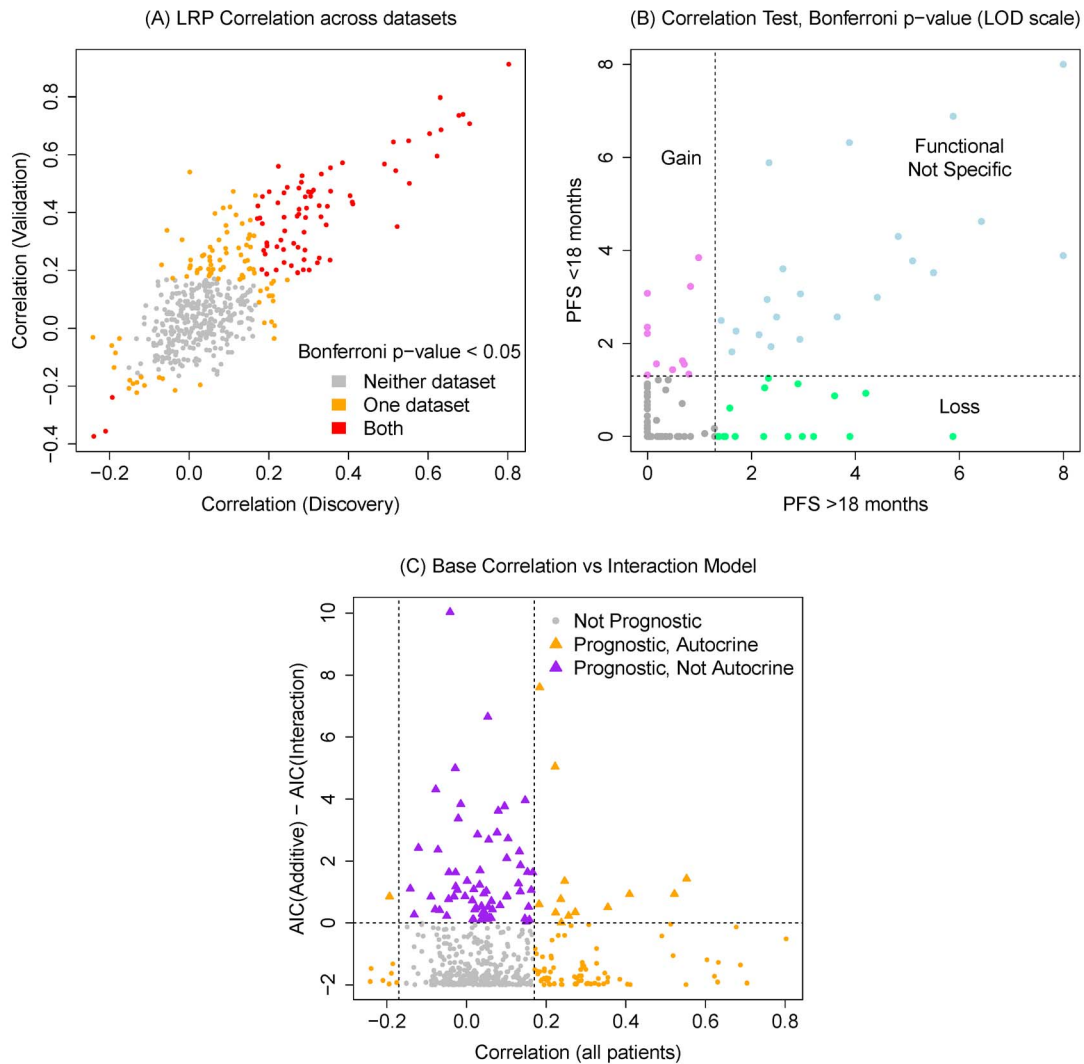 (A) LRP Correlation across datasets
Correlation (Validation)
0.8
0.6
0.4
0.2
0.0
−0.2
−0.4
Bonferroni p−value < 0.05
Neither dataset
One dataset
Both
−0.2 0.0 0.2 0.4 0.6 0.8
Correlation (Discovery)
(B) Correlation Test, Bonferroni p−value (LOD scale)
PFS <18 months
8
6
4
2
0
Gain
Functional
Not Specific
Loss
0 2 4 6 8
PFS >18 months
(C) Base Correlation vs Interaction Model
AIC(Additive) − AIC(Interaction)
10
8
6
4
2
0
−2
Not Prognostic
Prognostic, Autocrine
Prognostic, Not Autocrine
−0.2 0.0 0.2 0.4 0.6 0.8
Correlation (all patients)